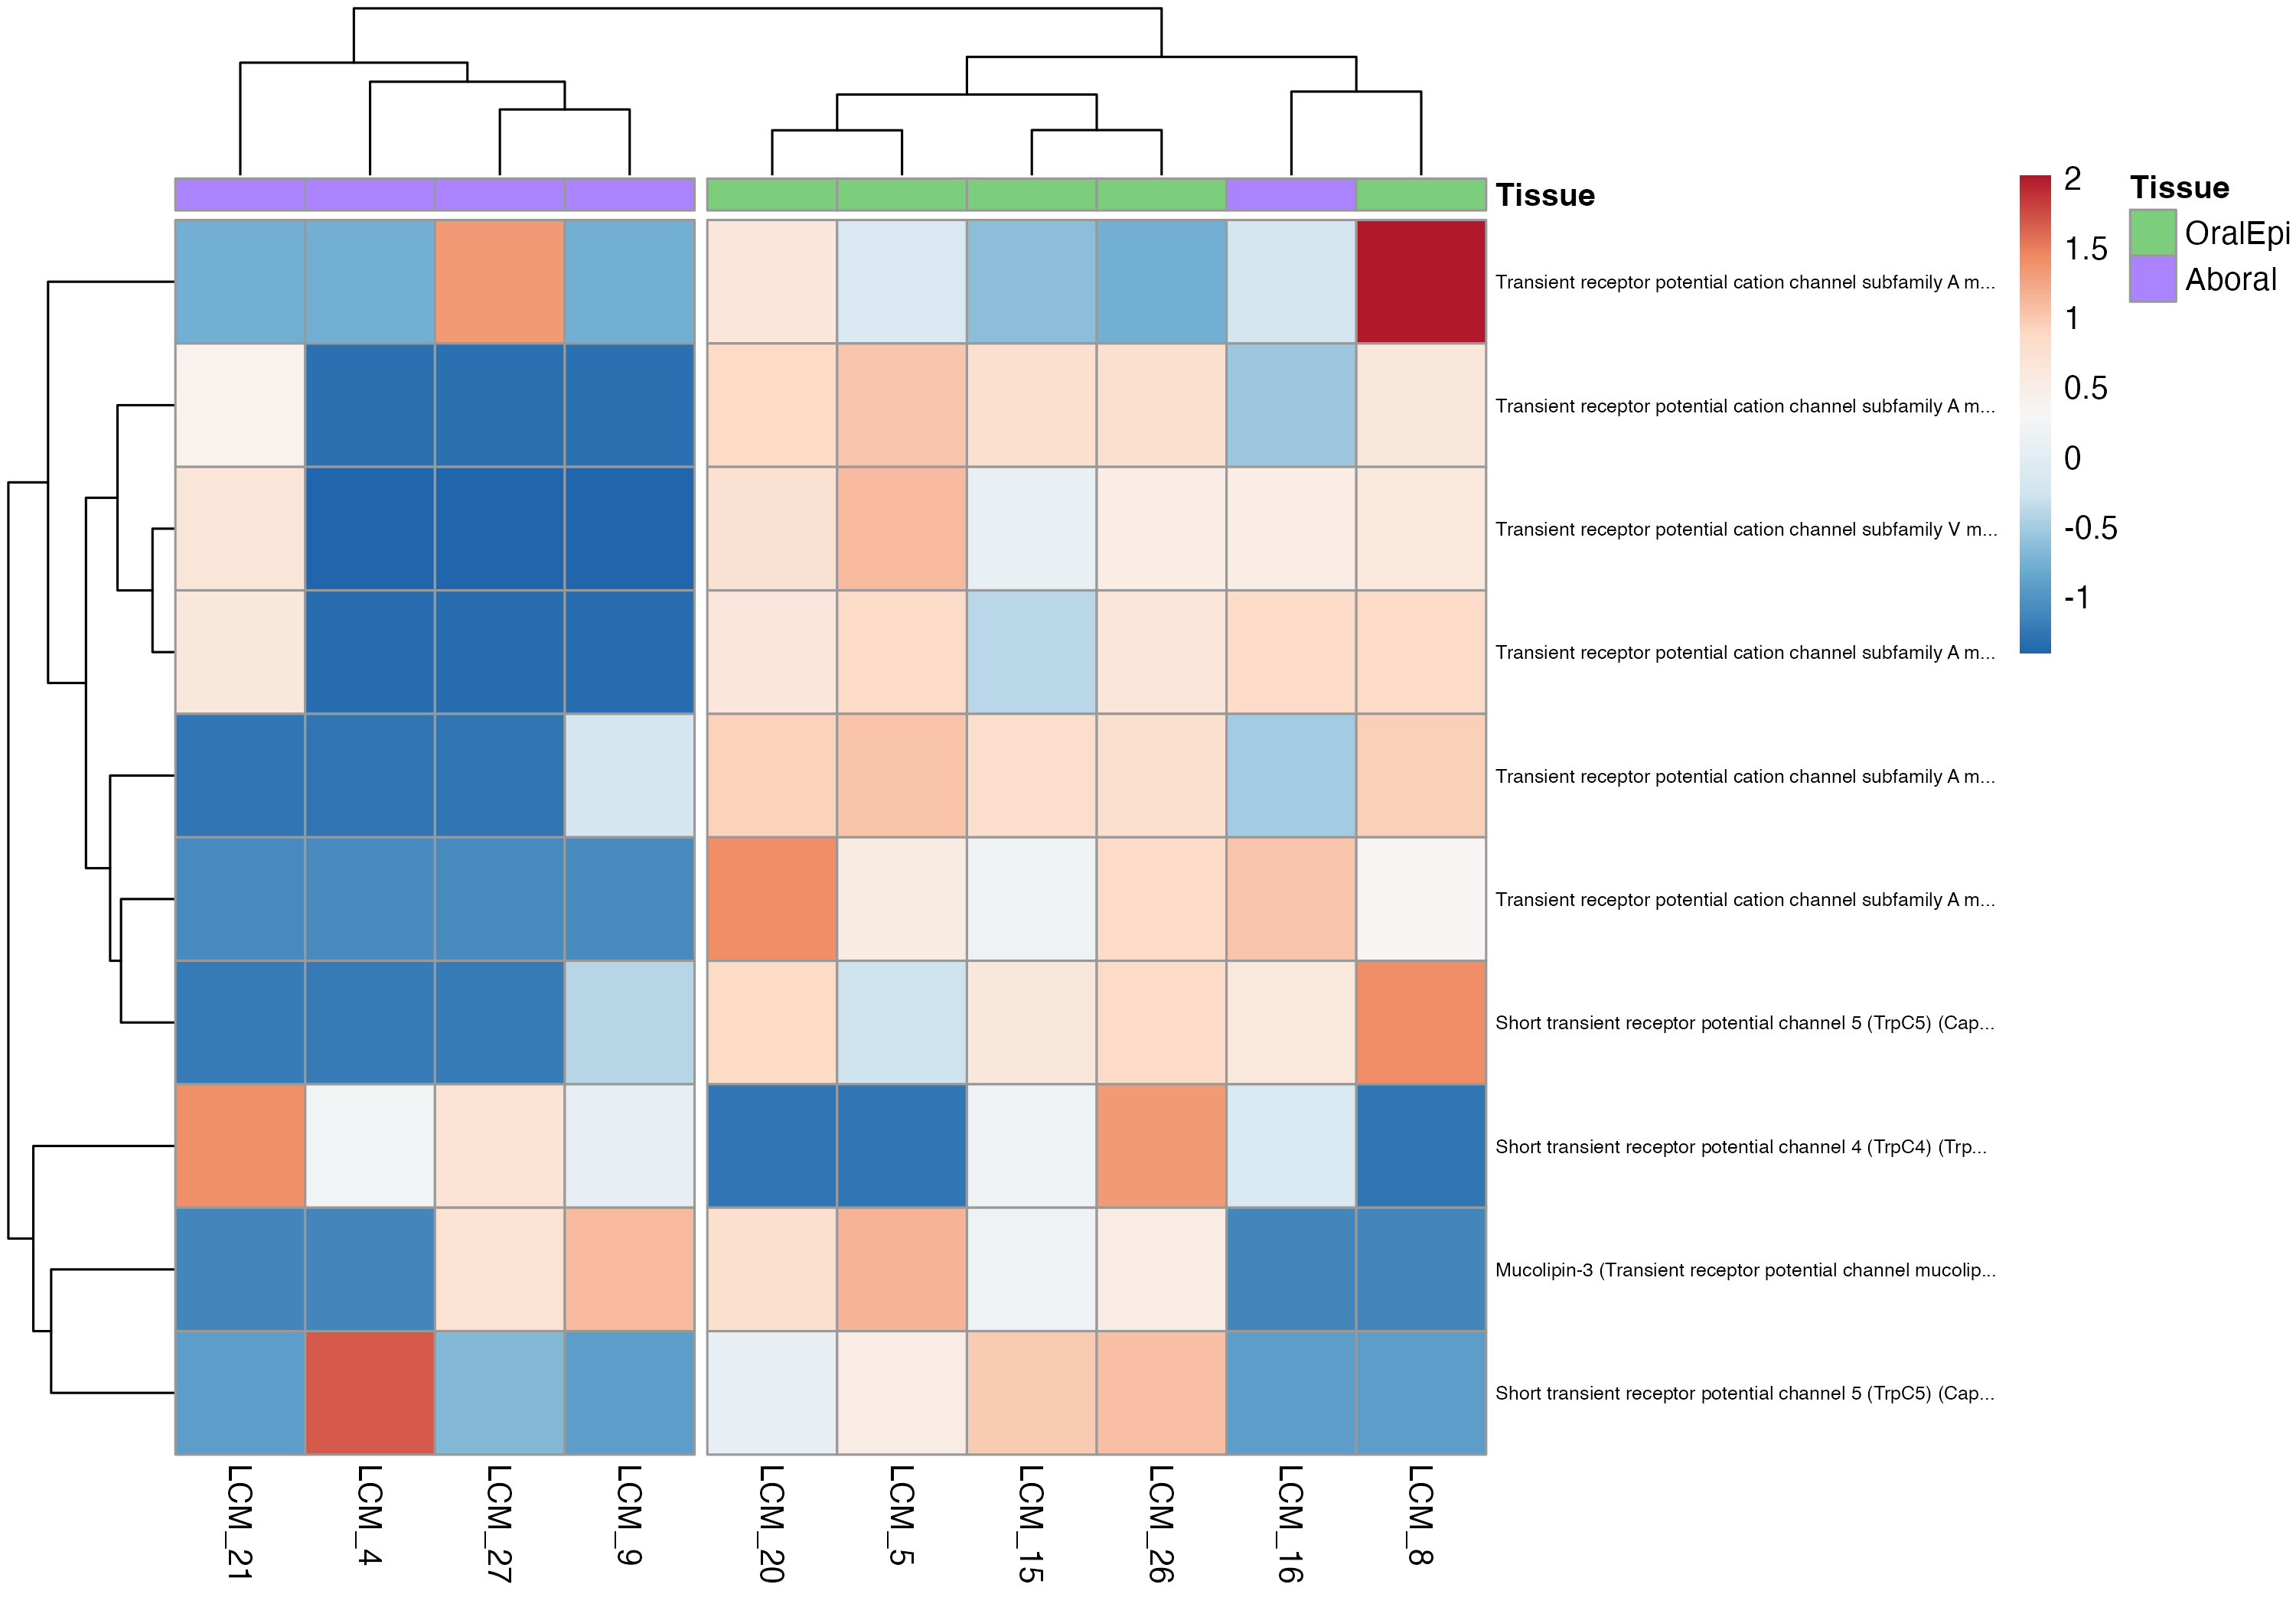 Tissue
Transient receptor potential cation channel subfamily A m...
Transient receptor potential cation channel subfamily A m...
Transient receptor potential cation channel subfamily V m...
Transient receptor potential cation channel subfamily A m...
Transient receptor potential cation channel subfamily A m...
Transient receptor potential cation channel subfamily A m...
Short transient receptor potential channel 5 (TrpC5) (Cap...
Short transient receptor potential channel 4 (TrpC4) (Trp...
Mucolipin-3 (Transient receptor potential channel mucolip...
Short transient receptor potential channel 5 (TrpC5) (Cap...
LCM_21
LCM_4
LCM_27
LCM_9
LCM_20
LCM_5
LCM_15
LCM_26
LCM_16
LCM_8
2
1.5
1
0.5
0
-0.5
-1
Tissue
OralEpi
Aboral